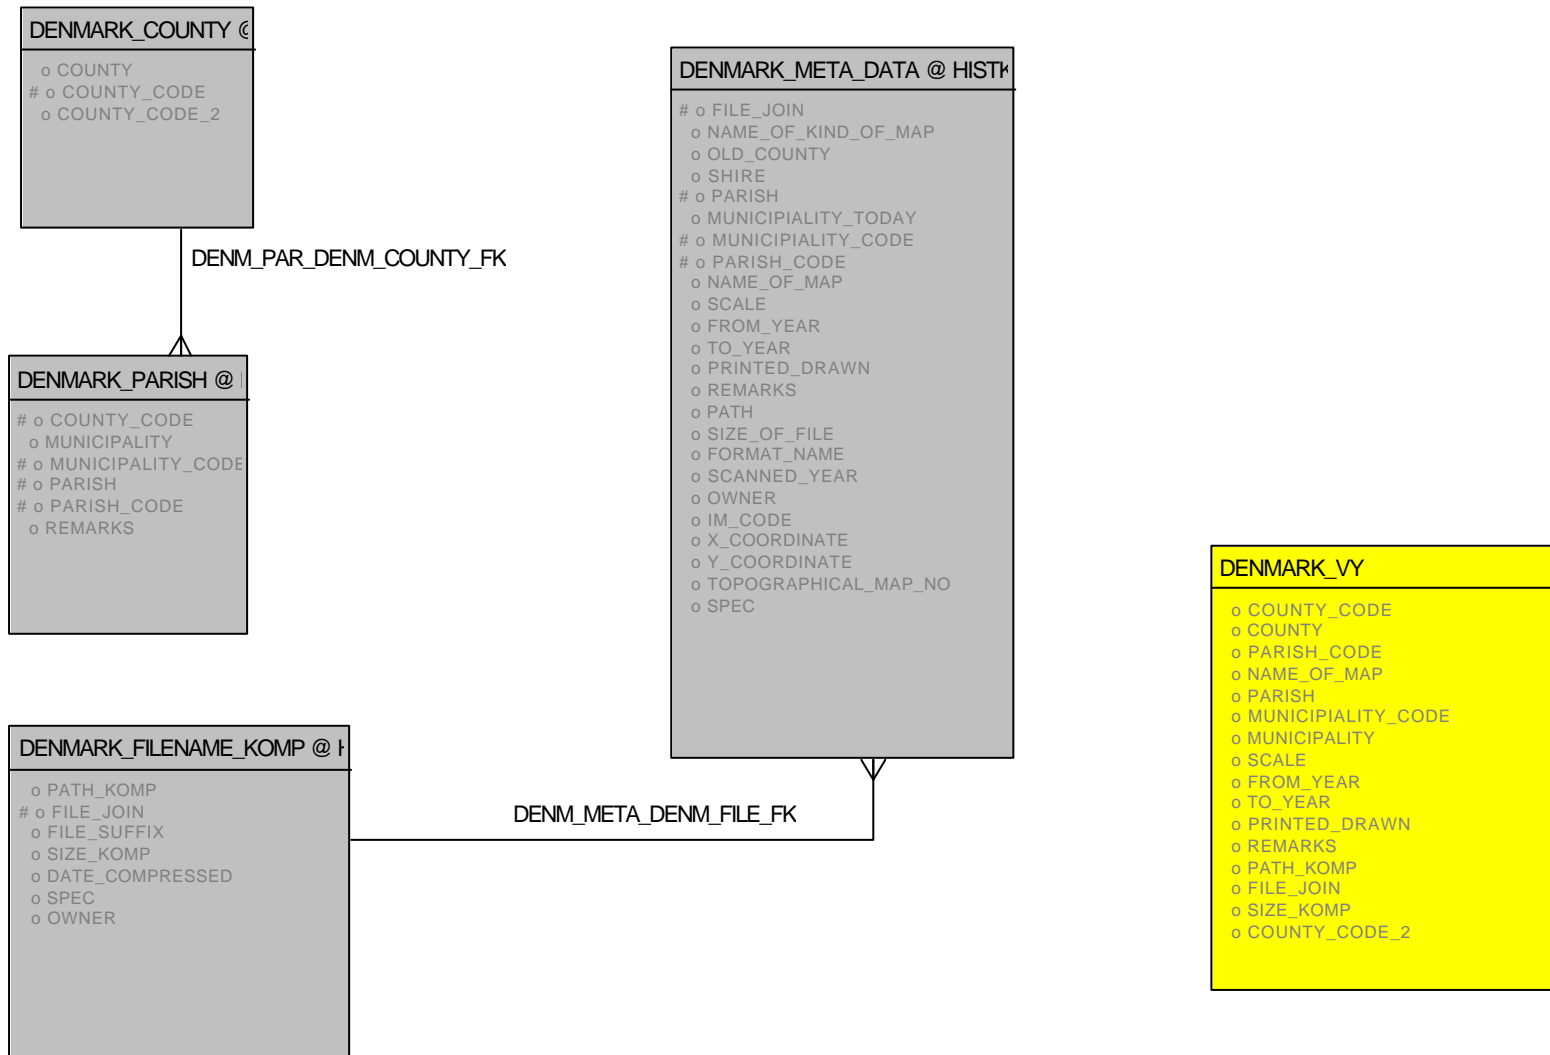 DENMARK_COUNTY @
o COUNTY
# o COUNTY_CODE
o COUNTY_CODE_2
DENM_PAR_DENM_COUNTY_FK
DENMARK_PARISH @
# o COUNTY_CODE
o MUNICIPALITY
# o MUNICIPALITY_CODE
# o PARISH
# o PARISH_CODE
o REMARKS
DENMARK_FILENAME_KOMP @ H
o PATH_KOMP
# o FILE_JOIN
o FILE_SUFFIX
o SIZE_KOMP
o DATE_COMPRESSED
o SPEC
o OWNER
DENM_META_DENM_FILE_FK
DENMARK_META_DATA @ HISTK
# o FILE_JOIN
o NAME_OF_KIND_OF_MAP
o OLD_COUNTY
o SHIRE
# o PARISH
o MUNICIPIALITY_TODAY
# o MUNICIPIALITY_CODE
# o PARISH_CODE
o NAME_OF_MAP
o SCALE
o FROM_YEAR
o TO_YEAR
o PRINTED_DRAWN
o REMARKS
o PATH
o SIZE_OF_FILE
o FORMAT_NAME
o SCANNED_YEAR
o OWNER
o IM_CODE
o X_COORDINATE
o Y_COORDINATE
o TOPOGRAPHICAL_MAP_NO
o SPEC
DENMARK_VY
o COUNTY_CODE
o COUNTY
o PARISH_CODE
o NAME_OF_MAP
o PARISH
o MUNICIPIALITY_CODE
o MUNICIPALITY
o SCALE
o FROM_YEAR
o TO_YEAR
o PRINTED_DRAWN
o REMARKS
o PATH_KOMP
o FILE_JOIN
o SIZE_KOMP
o COUNTY_CODE_2